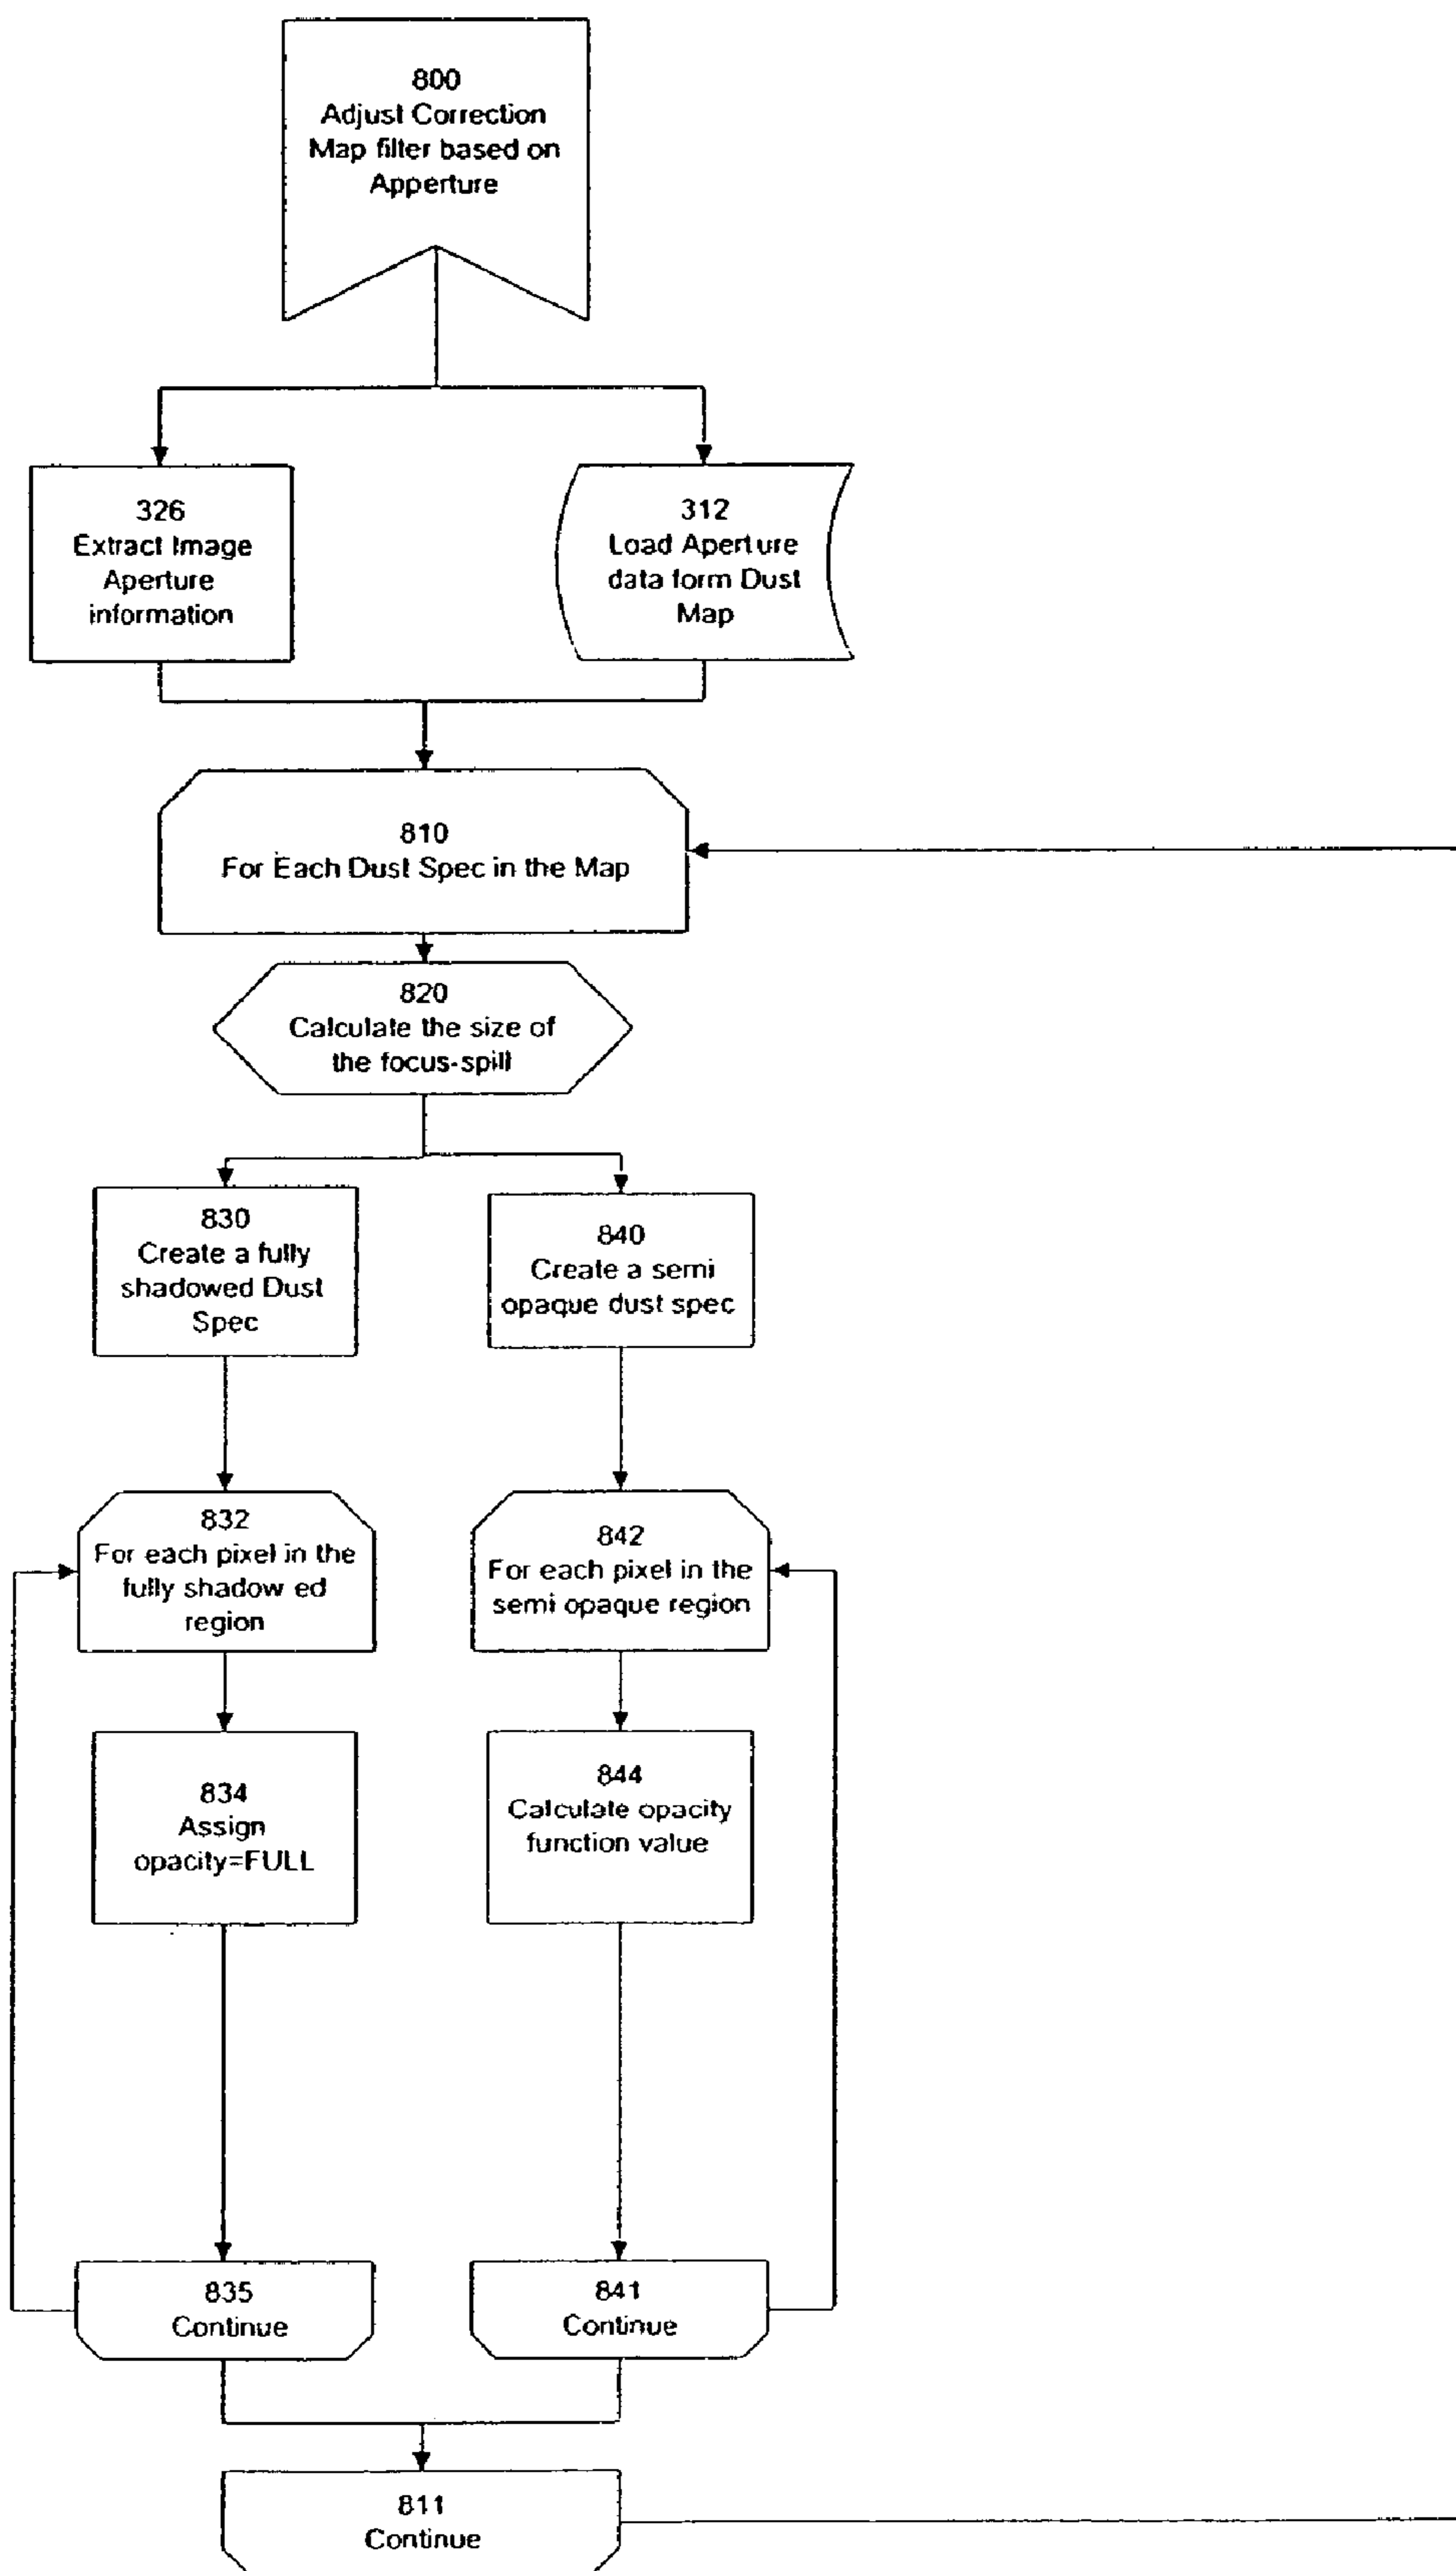 800
Adjust Correction
Map filter based on
Apperture
326
Extract Image
Aperture
information
312
Load Aperture
data form Dust
Map
810
For Each Dust Spec in the Map
820
Calculate the size of
the focus-spill
830
Create a fully
shadowed Dust
Spec
840
Create a semi
opaque dust spec
832
For each pixel in the
fully shadow ed
region
842
For each pixel in the
semi opaque region
834
Assign
opacity=FULL
844
Calculate opacity
function value
835
Continue
841
Continue
811
Continue